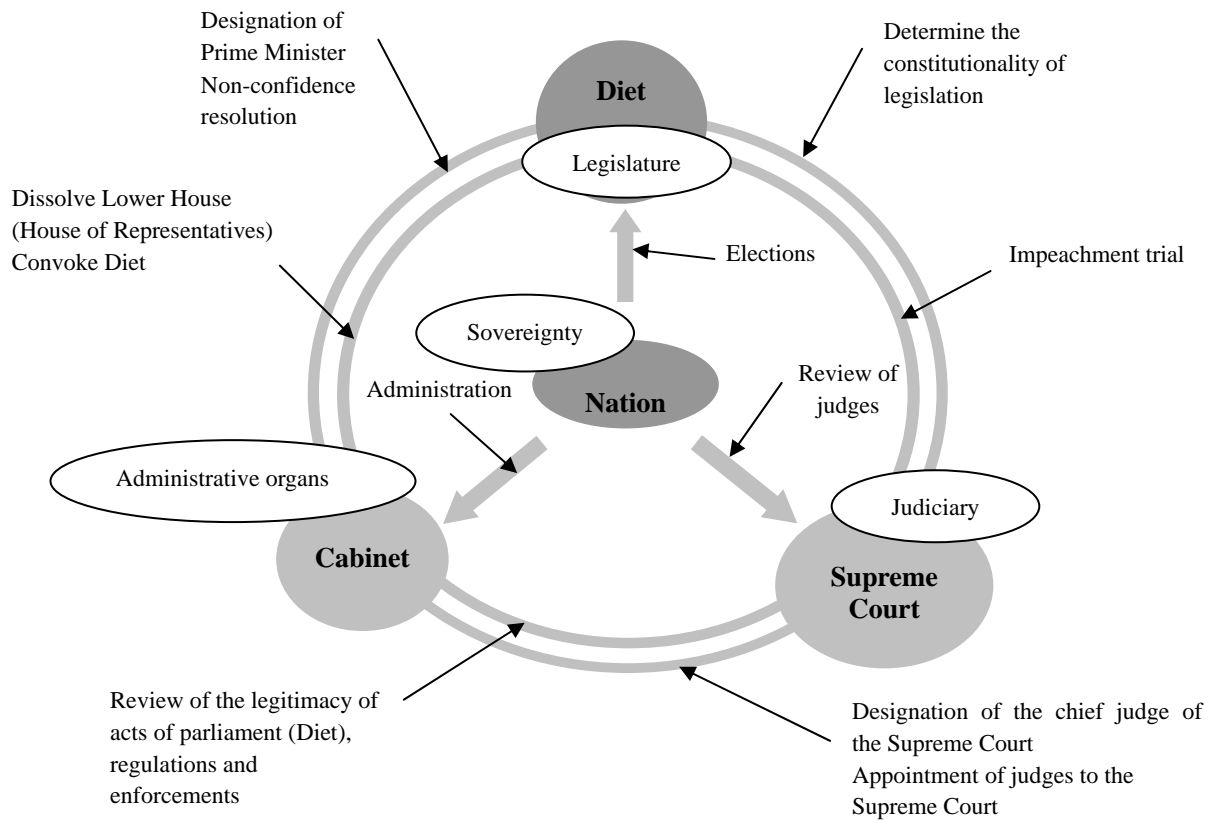 Designation of
Prime Minister
Non-confidence
resolution
Determine the
constitutionality of
legislation
Diet
Legislature
Dissolve Lower House
(House of Representatives)
Convoke Diet
Elections
Impeachment trial
Sovereignty
Nation
Administration
Review of
judges
Administrative organs
Cabinet
Judiciary
Supreme
Court
Review of the legitimacy of
acts of parliament (Diet),
regulations and
enforcements
Designation of the chief judge of
the Supreme Court
Appointment of judges to the
Supreme Court